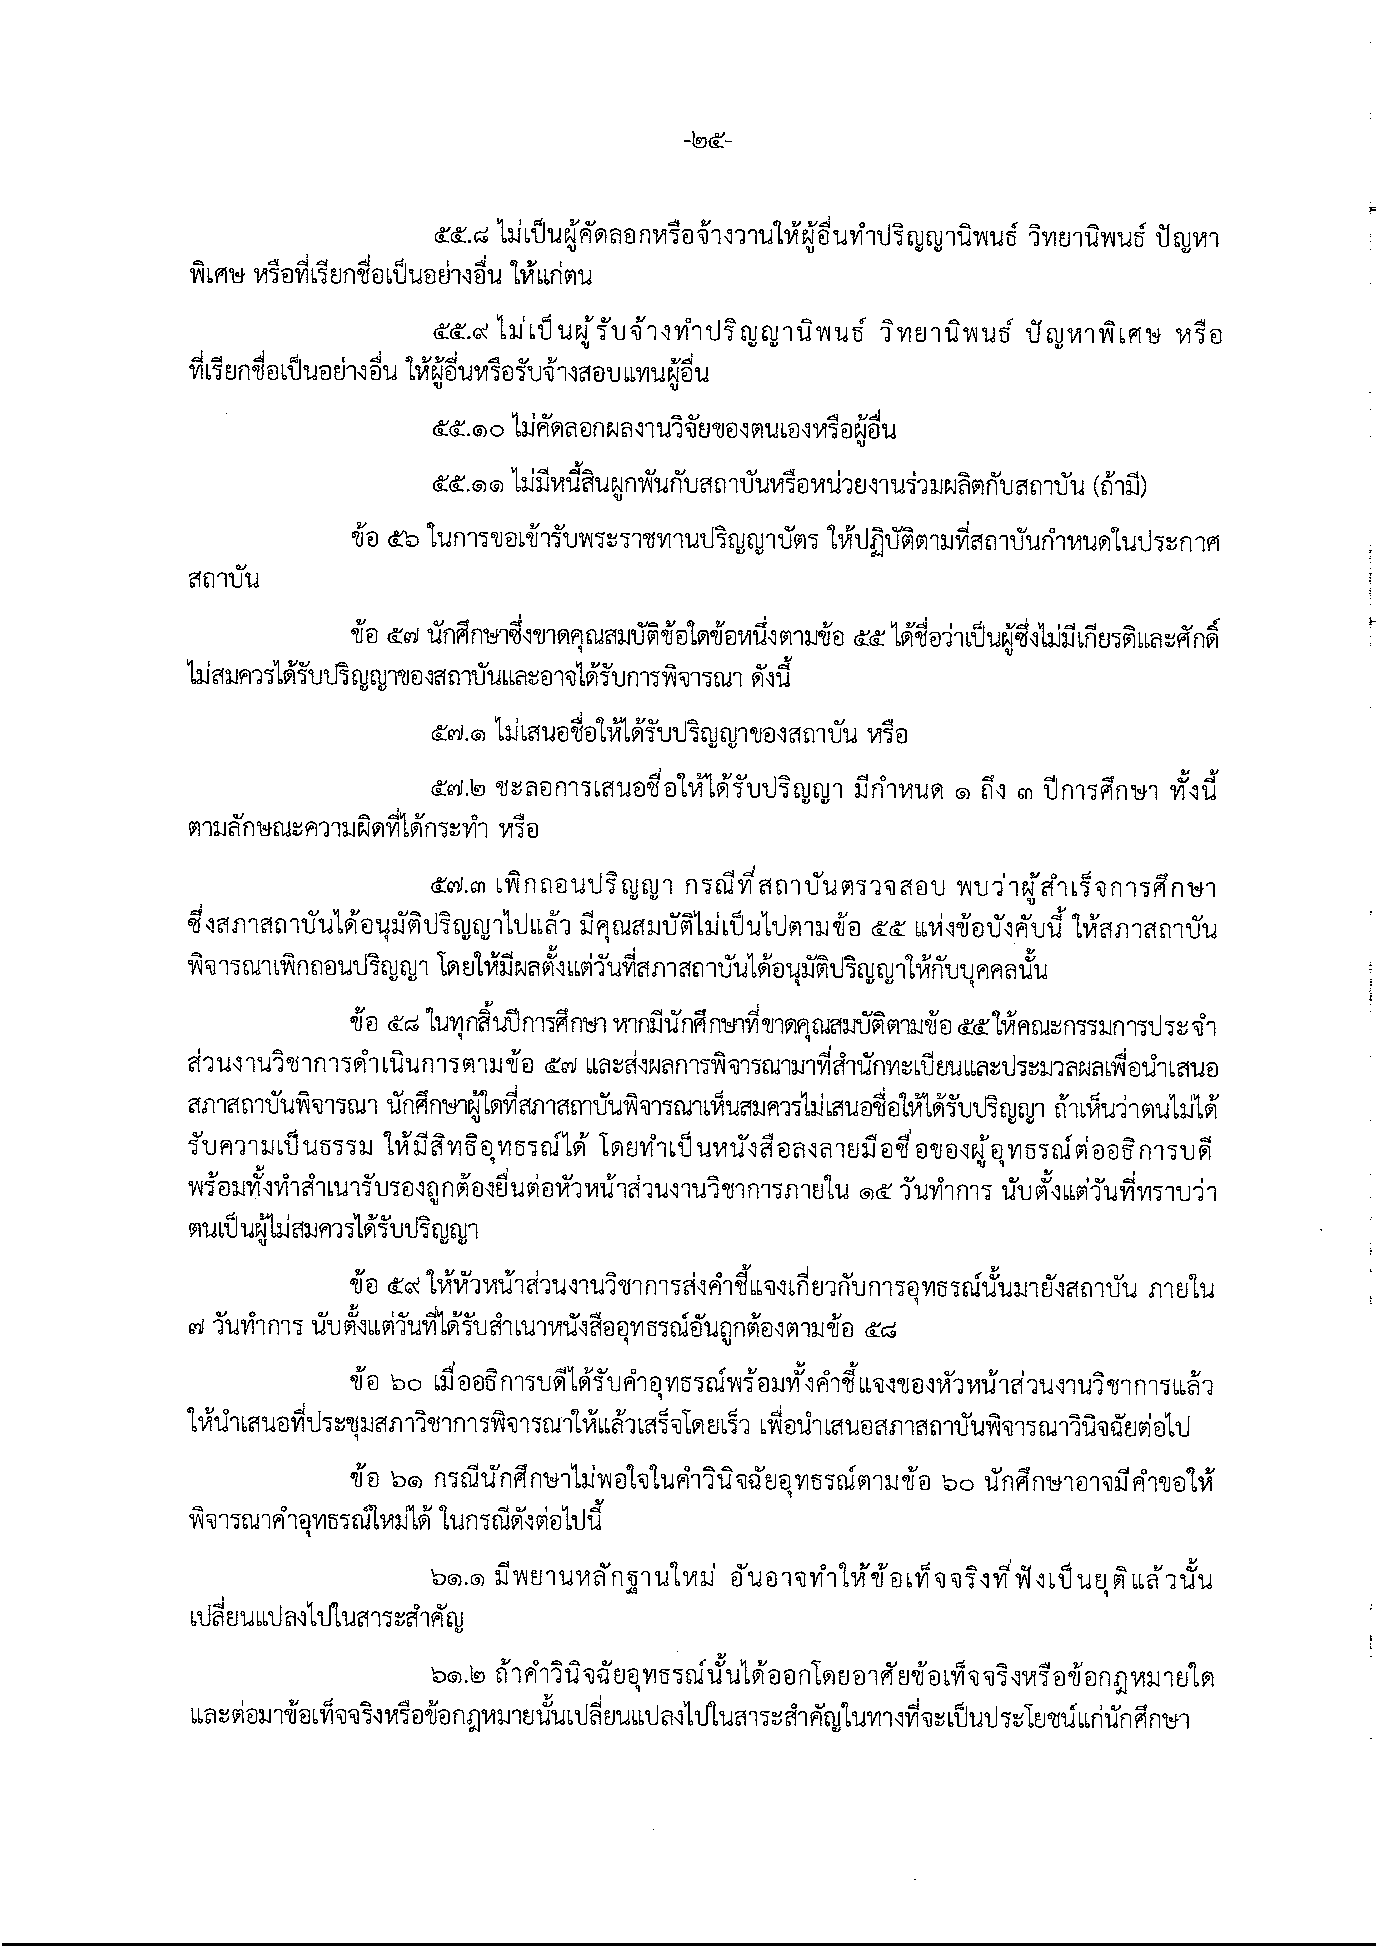 -๒๕-
๕๕.๘ ไม่เป็นผู้คัดลอกหรือจ้างวานให้ผู้อื่นทำปริญญานิพนธ์ วิทยานิพนธ์ ปัญหา
พิเศษ หรือที่เรียกชื่อเป็นอย่างอื่น ให้แก่ตน
๕๕.๙ ไม่เป็นผู้รับจ้างทำปริญญานิพนธ์ วิทยานิพนธ์ ปัญหาพิเศษ หรือ
ที่เรียกชื่อเป็นอย่างอื่น ให้ผู้อื่นหรือรับจ้างสอบแทนผู้อื่น
๕๕.๑๐ ไม่คัดลอกผลงานวิจัยของตนเองหรือผู้อื่น
๕๕.๑๑ ไม่มีหนี้สินผูกพันกับสถาบันหรือหน่วยงานร่วมผลิตกับสถาบัน (ถ้ามี)
ข้อ ๕๖ ในการขอเข้ารับพระราชทานปริญญาบัตร ให้ปฏิบัติตามที่สถาบันกำหนดในประกาศ
สถาบัน
ข้อ ๕๗ นักศึกษาซึ่งขาดคุณสมบัติข้อใดข้อหนึ่งตามข้อ ๕๕ ได้ชื่อว่าเป็นผู้ซึ่งไม่มีเกียรติและศักดิ์
ไม่สมควรได้รับปริญญาของสถาบันและอาจได้รับการพิจารณา ดังนี้
๕๗.๑ ไม่เสนอชื่อให้ได้รับปริญญาของสถาบัน หรือ
๕๗.๒ ชะลอการเสนอชื่อให้ได้รับปริญญา มีกำหนด ๑ ถึง ๓ ปีการศึกษา ทั้งนี้
ตามลักษณะความผิดที่ได้กระทำ หรือ
๕๗.๓ เพิกถอนปริญญา กรณีที่สถาบันตรวจสอบ พบว่าผู้สำเร็จการศึกษา
ซึ่งสภาสถาบันได้อนุมัติปริญญาไปแล้ว มีคุณสมบัติไม่เป็นไปตามข้อ ๕๕ แห่งข้อบังคับนี้ ให้สภาสถาบัน
พิจารณาเพิกถอนปริญญา โดยให้มีผลตั้งแต่วันที่สภาสถาบันได้อนุมัติปริญญาให้กับบุคคลนั้น
ข้อ ๕๘ ในทุกสิ้นปีการศึกษา หากมีนักศึกษาที่ขาดคุณสมบัติตามข้อ ๕๕ ให้คณะกรรมการประจำ
ส่วนงานวิชาการดำเนินการตามข้อ ๕๗ และส่งผลการพิจารณามาที่สำนักทะเบียนและประมวลผลเพื่อนำเสนอ
สภาสถาบันพิจารณา นักศึกษาผู้ใดที่สภาสถาบันพิจารณาเห็นสมควรไม่เสนอชื่อให้ได้รับปริญญา ถ้าเห็นว่าตนไม่ได้
รับความเป็นธรรม ให้มีสิทธิอุทธรณ์ได้ โดยทำเป็นหนังสือลงลายมือชื่อของผู้อุทธรณ์ต่ออธิการบดี
พร้อมทั้งทำสำเนารับรองถูกต้องยื่นต่อหัวหน้าส่วนงานวิชาการภายใน ๑๕ วันทำการ นับตั้งแต่วันที่ทราบว่า
ตนเป็นผู้ไม่สมควรได้รับปริญญา
ข้อ ๕๙ ให้หัวหน้าส่วนงานวิชาการส่งคำชี้แจงเกี่ยวกับการอุทธรณ์นั้นมายังสถาบัน ภายใน
๗ วันทำการ นับตั้งแต่วันที่ได้รับสำเนาหนังสืออุทธรณ์อันถูกต้องตามข้อ ๕๘
ข้อ ๖๐ เมื่ออธิการบดีได้รับคำอุทธรณ์พร้อมทั้งคำชี้แจงของหัวหน้าส่วนงานวิชาการแล้ว
ให้นำเสนอที่ประชุมสภาวิชาการพิจารณาให้แล้วเสร็จโดยเร็ว เพื่อนำเสนอสภาสถาบันพิจารณาวินิจฉัยต่อไป
ข้อ ๖๑ กรณีนักศึกษาไม่พอใจในคำวินิจฉัยอุทธรณ์ตามข้อ ๖๐ นักศึกษาอาจมีคำขอให้
พิจารณาคำอุทธรณ์ใหม่ได้ ในกรณีดังต่อไปนี้
๖๑.๑ มีพยานหลักฐานใหม่ อันอาจทำให้ข้อเท็จจริงที่ฟังเป็นยุติแล้วนั้น
เปลี่ยนแปลงไปในสาระสำคัญ
๖๑.๒ ถ้าคำวินิจฉัยอุทธรณ์นั้นได้ออกโดยอาศัยข้อเท็จจริงหรือข้อกฎหมายใด
และต่อมาข้อเท็จจริงหรือข้อกฎหมายนั้นเปลี่ยนแปลงไปในสาระสำคัญในทางที่จะเป็นประโยชน์แก่นักศึกษา